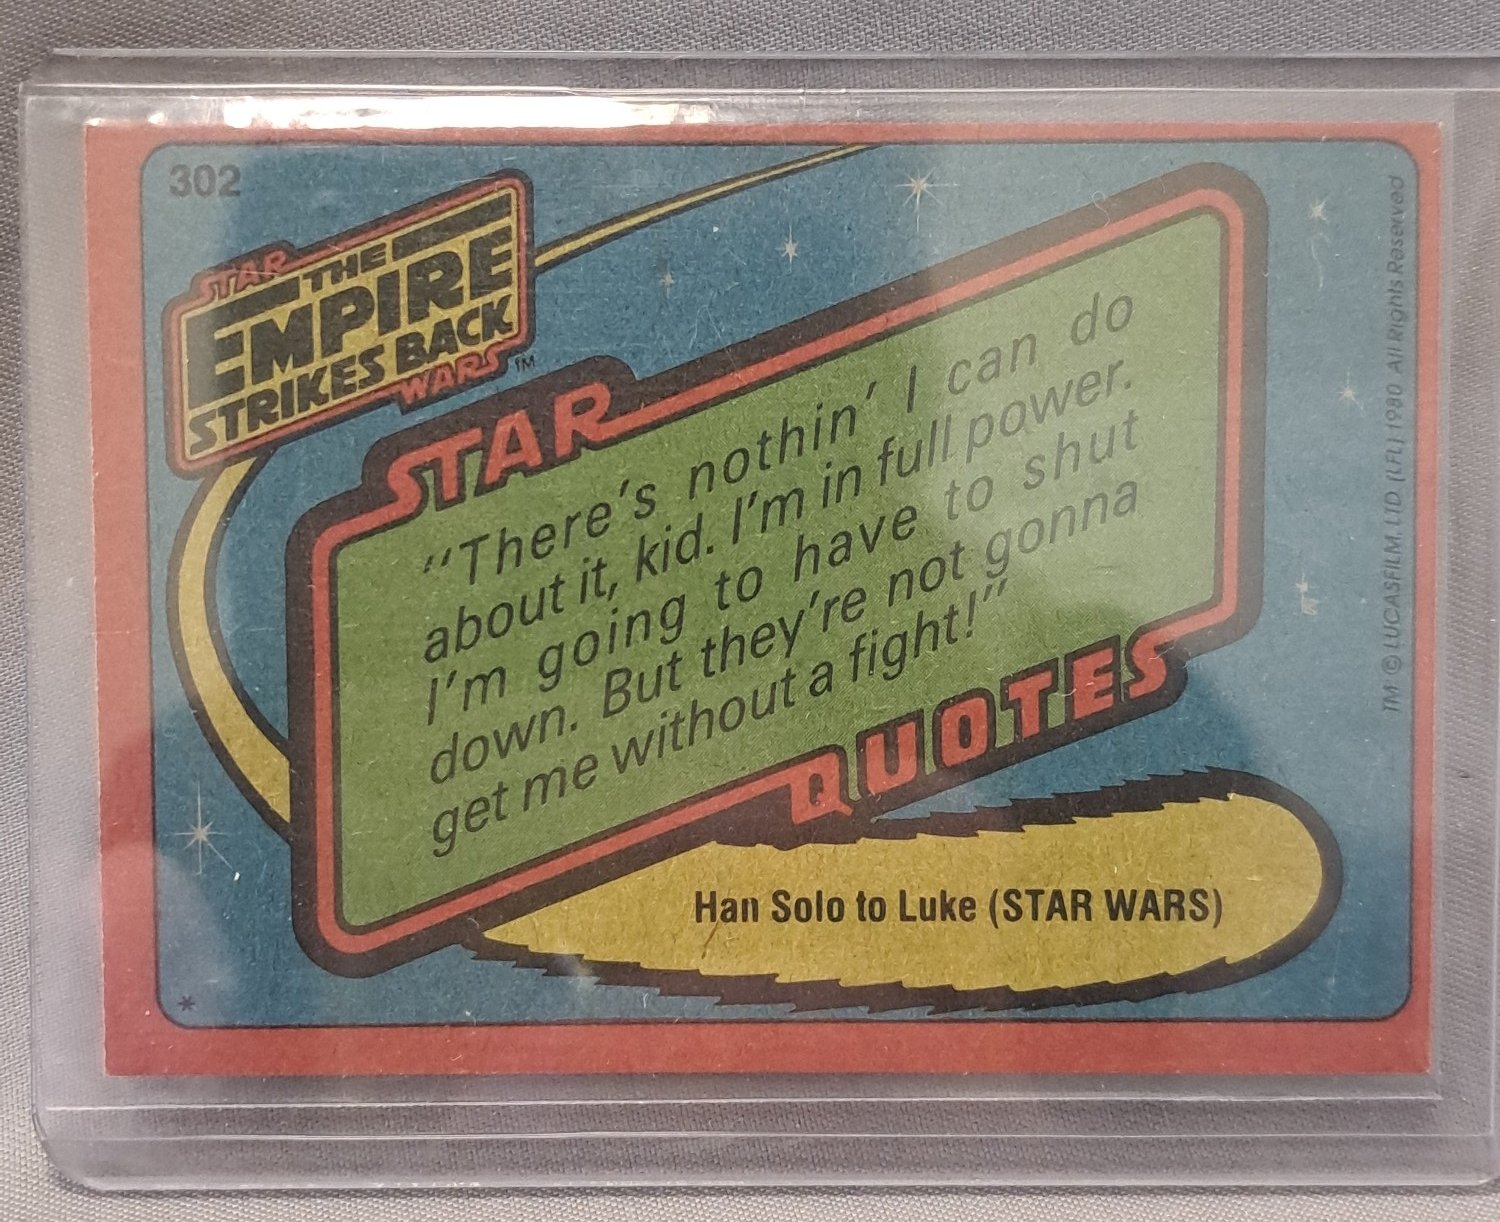 302
STAR
THE
EMPIRE
STRIKES BACK
WARS™
STAR
“There's nothin' I can do
about it, kid. I'm in full power.
I'm going to have to shut
down. But they're not gonna
get me without a fight!”
QUOTES
Han Solo to Luke (STAR WARS)
*
TM © LUCASFILM, LTD (LFL) 1980 All Rights Reserved